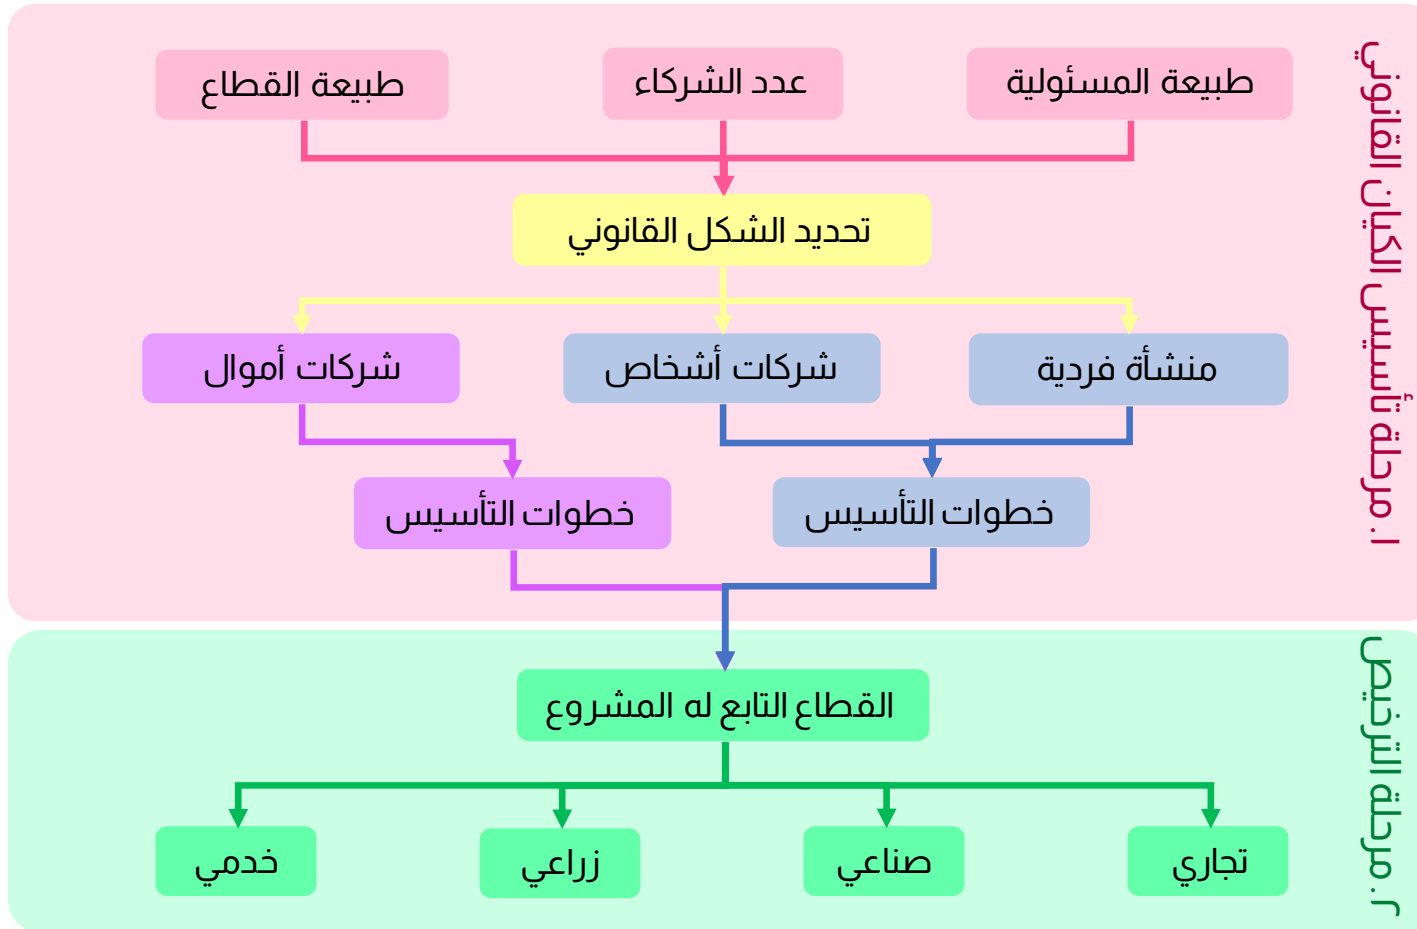 ١. مرحلة تأسيس الكيان القانوني
طبيعة المسئولية
عدد الشركاء
طبيعة القطاع
تحديد الشكل القانوني
منشأة فردية
شركات أشخاص
شركات أموال
خطوات التأسيس
خطوات التأسيس
٢. مرحلة الترخيص
القطاع التابع له المشروع
تجاري
صناعي
زراعي
خدمي